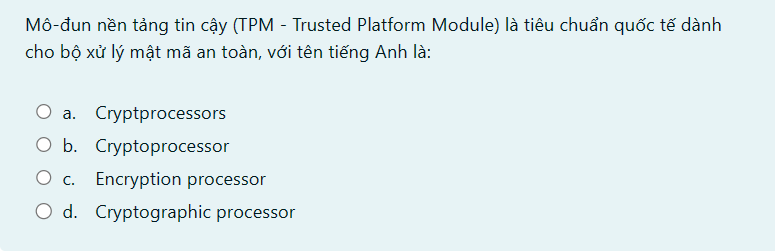 Mô-đun nền tảng tin cậy (TPM - Trusted Platform Module) là tiêu chuẩn quốc tế dành
cho bộ xử lý mật mã an toàn, với tên tiếng Anh là:
a. Cryptprocessors
b. Cryptoprocessor
c. Encryption processor
d. Cryptographic processor